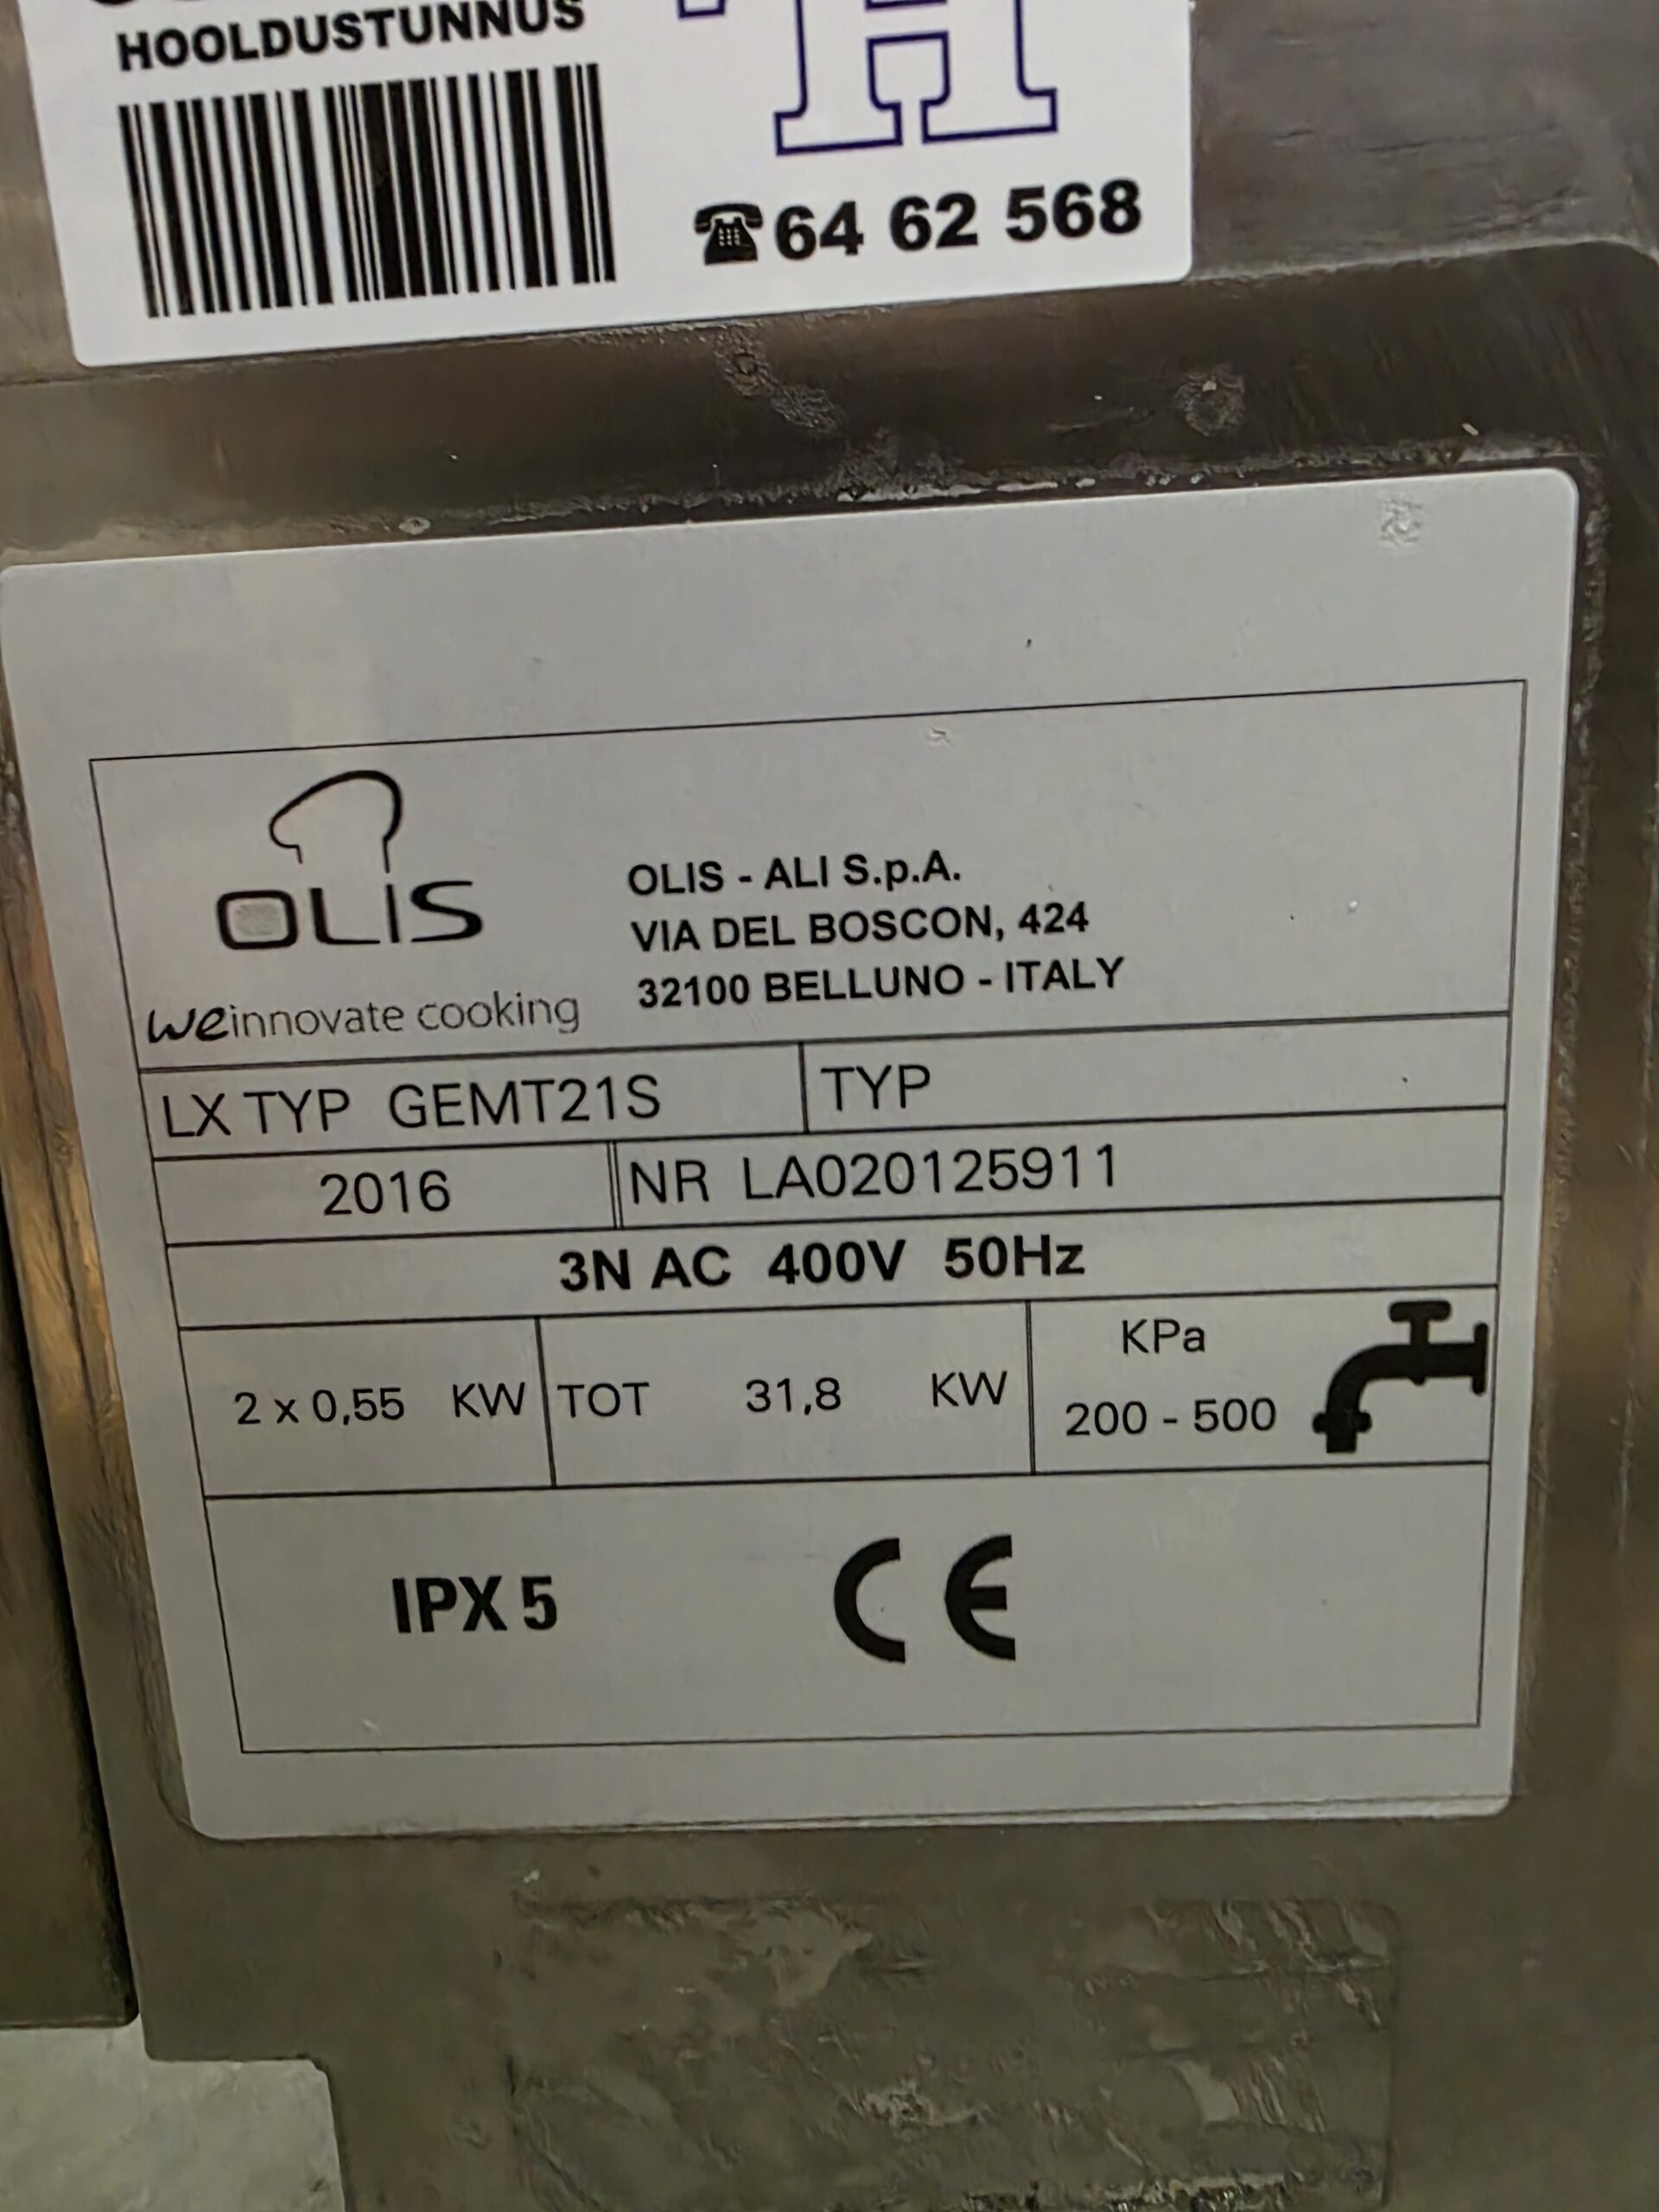 HOOLDUSTUNNUS
H
☎64 62 568
OLIS
weinnovate cooking
OLIS - ALI S.p.A.
VIA DEL BOSCON, 424
32100 BELLUNO - ITALY
LX TYP GEMT21S
TYP
2016
NR LA020125911
3N AC 400V 50Hz
2 x 0,55 KW
TOT 31,8 KW
KPa
200 - 500
IPX 5
CE